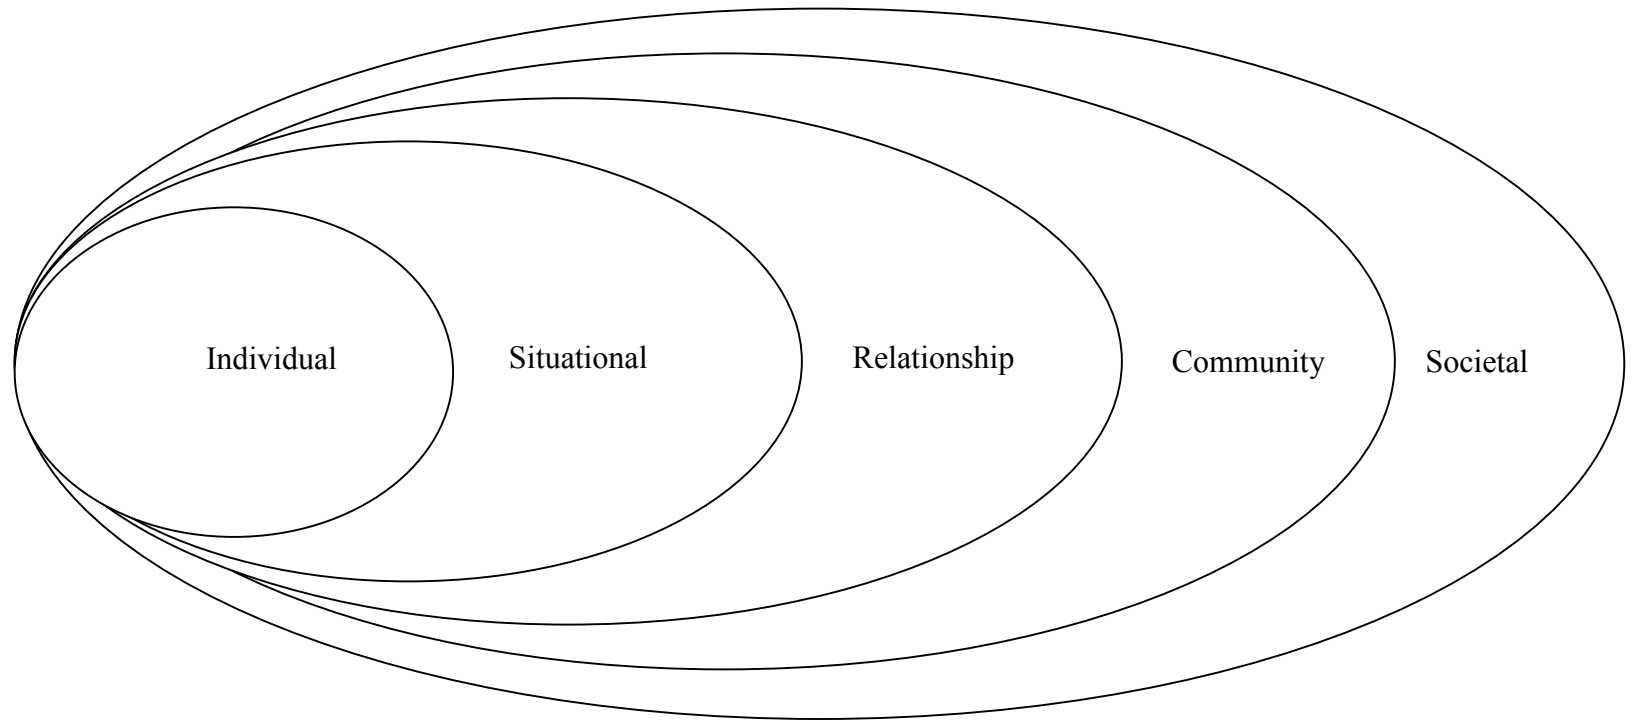 Individual
Situational
Relationship
Community
Societal